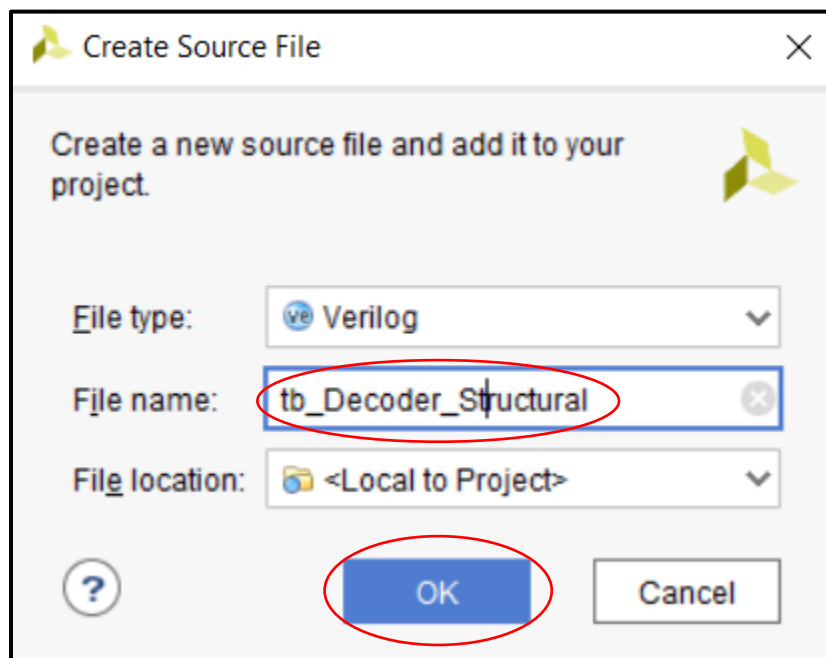 Create Source File
Create a new source file and add it to your
project.
File type: ve Verilog
File name: tb_Decoder_Structural
File location: <Local to Project>
? OK Cancel